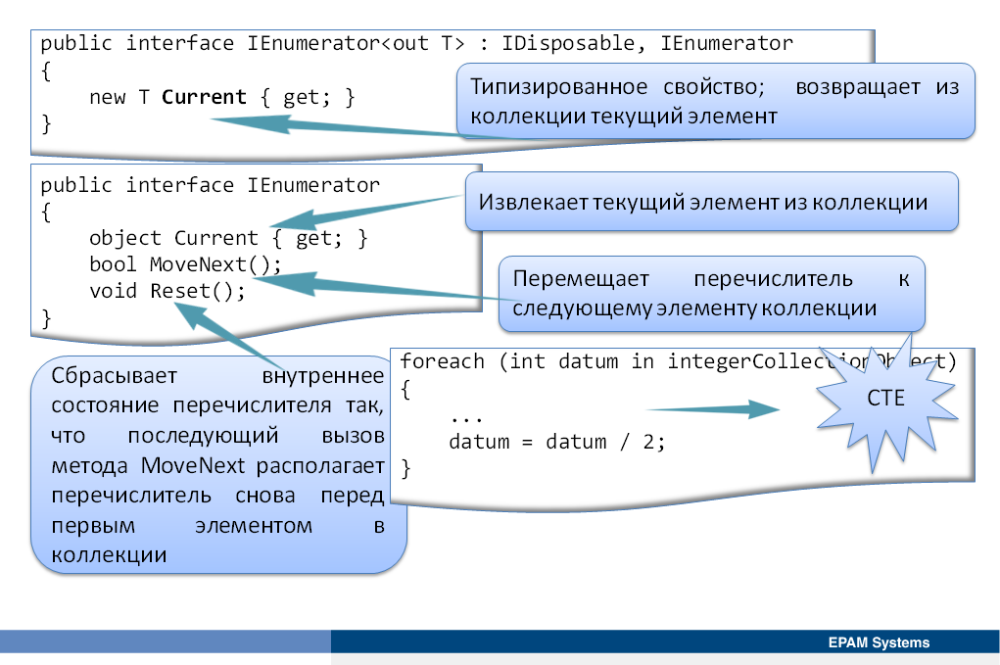 public interface IEnumerator<out T> : IDisposable, IEnumerator
{
new T Current { get; }
}
Типизированное свойство; возвращает из
коллекции текущий элемент
public interface IEnumerator
{
object Current { get; }
bool MoveNext();
void Reset();
}
Извлекает текущий элемент из коллекции
Перемещает перечислитель к
следующему элементу коллекции
Сбрасывает внутреннее
состояние перечислителя так,
что последующий вызов
метода MoveNext располагает
перечислитель снова перед
первым элементом в
коллекции
foreach (int datum in integerCollectionObject)
{
...
datum = datum / 2;
}
CTE
EPAM Systems